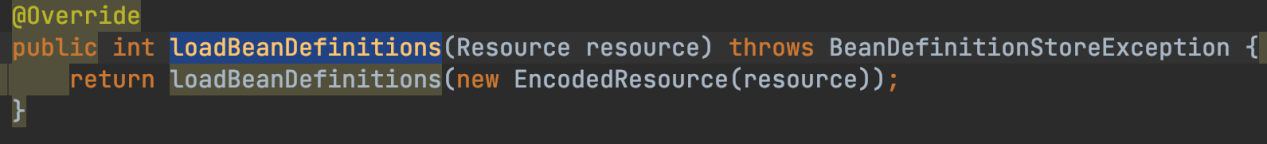 @Override
public int loadBeanDefinitions(Resource resource) throws BeanDefinitionStoreException {
    return loadBeanDefinitions(new EncodedResource(resource));
}